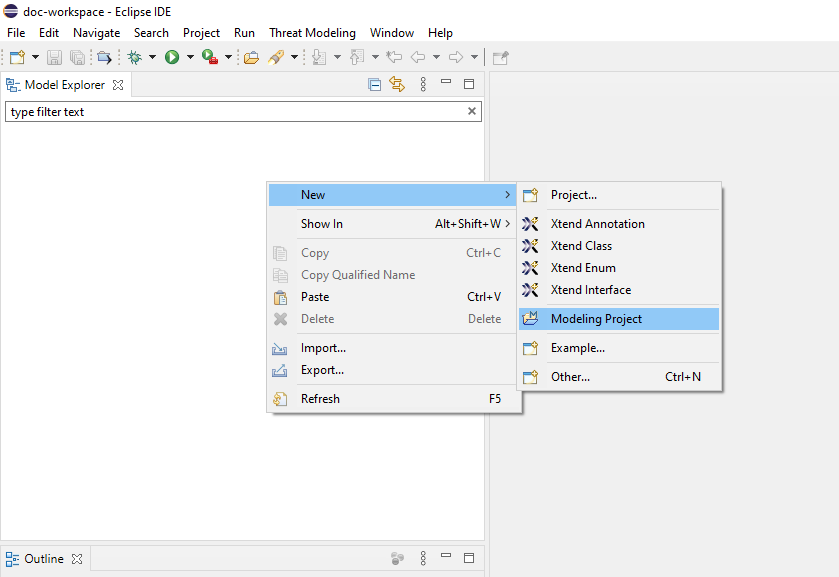 doc-workspace - Eclipse IDE
File Edit Navigate Search Project Run Threat Modeling Window Help
Model Explorer
type filter text
New
Show In Alt+Shift+W
Copy Ctrl+C
Copy Qualified Name
Paste Ctrl+V
Delete Delete
Import...
Export...
Refresh F5
Project...
Xtend Annotation
Xtend Class
Xtend Enum
Xtend Interface
Modeling Project
Example...
Other... Ctrl+N
Outline